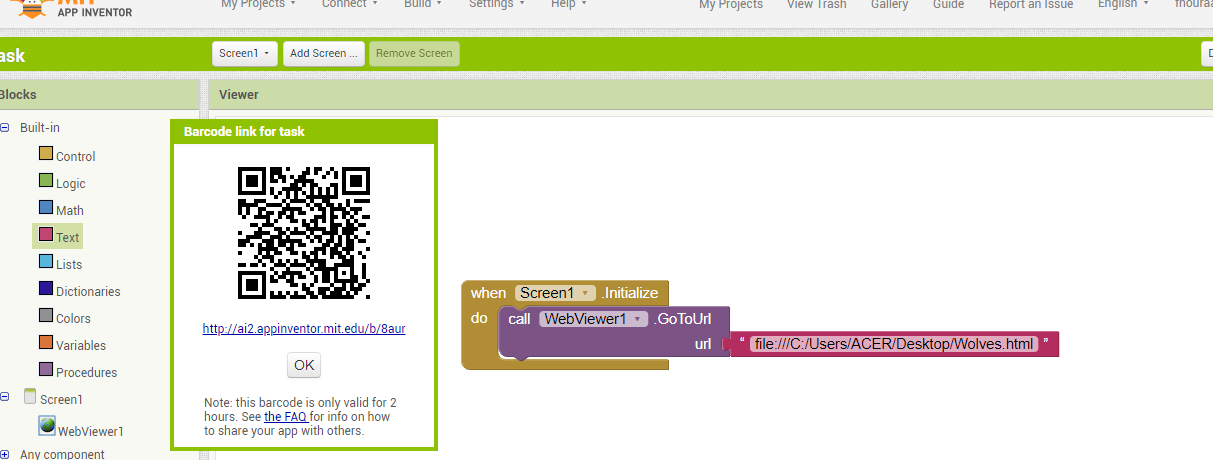 APP INVENTOR
My Projects Connect Build Settings Help My Projects View Trash Gallery Guide Report an Issue English
ask Screen1 Add Screen ... Remove Screen
Blocks Viewer
Built-in
Control
Logic
Math
Text
Lists
Dictionaries
Colors
Variables
Procedures
Screen1
WebViewer1
Any component
Barcode link for task
http://ai2.appinventor.mit.edu/b/8aur
OK
Note: this barcode is only valid for 2
hours. See the FAQ for info on how
to share your app with others.
when Screen1 .Initialize
do call WebViewer1 .GoToUrl
url “ file:///C:/Users/ACER/Desktop/Wolves.html ”